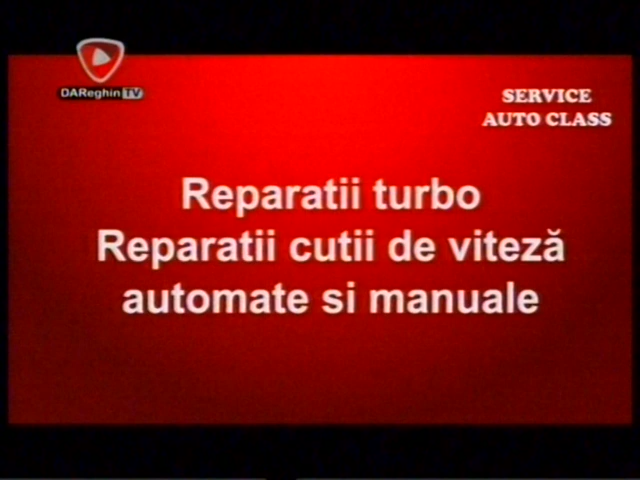 DAReghin TV
SERVICE
AUTO CLASS
Reparatii turbo
Reparatii cutii de viteză
automate si manuale